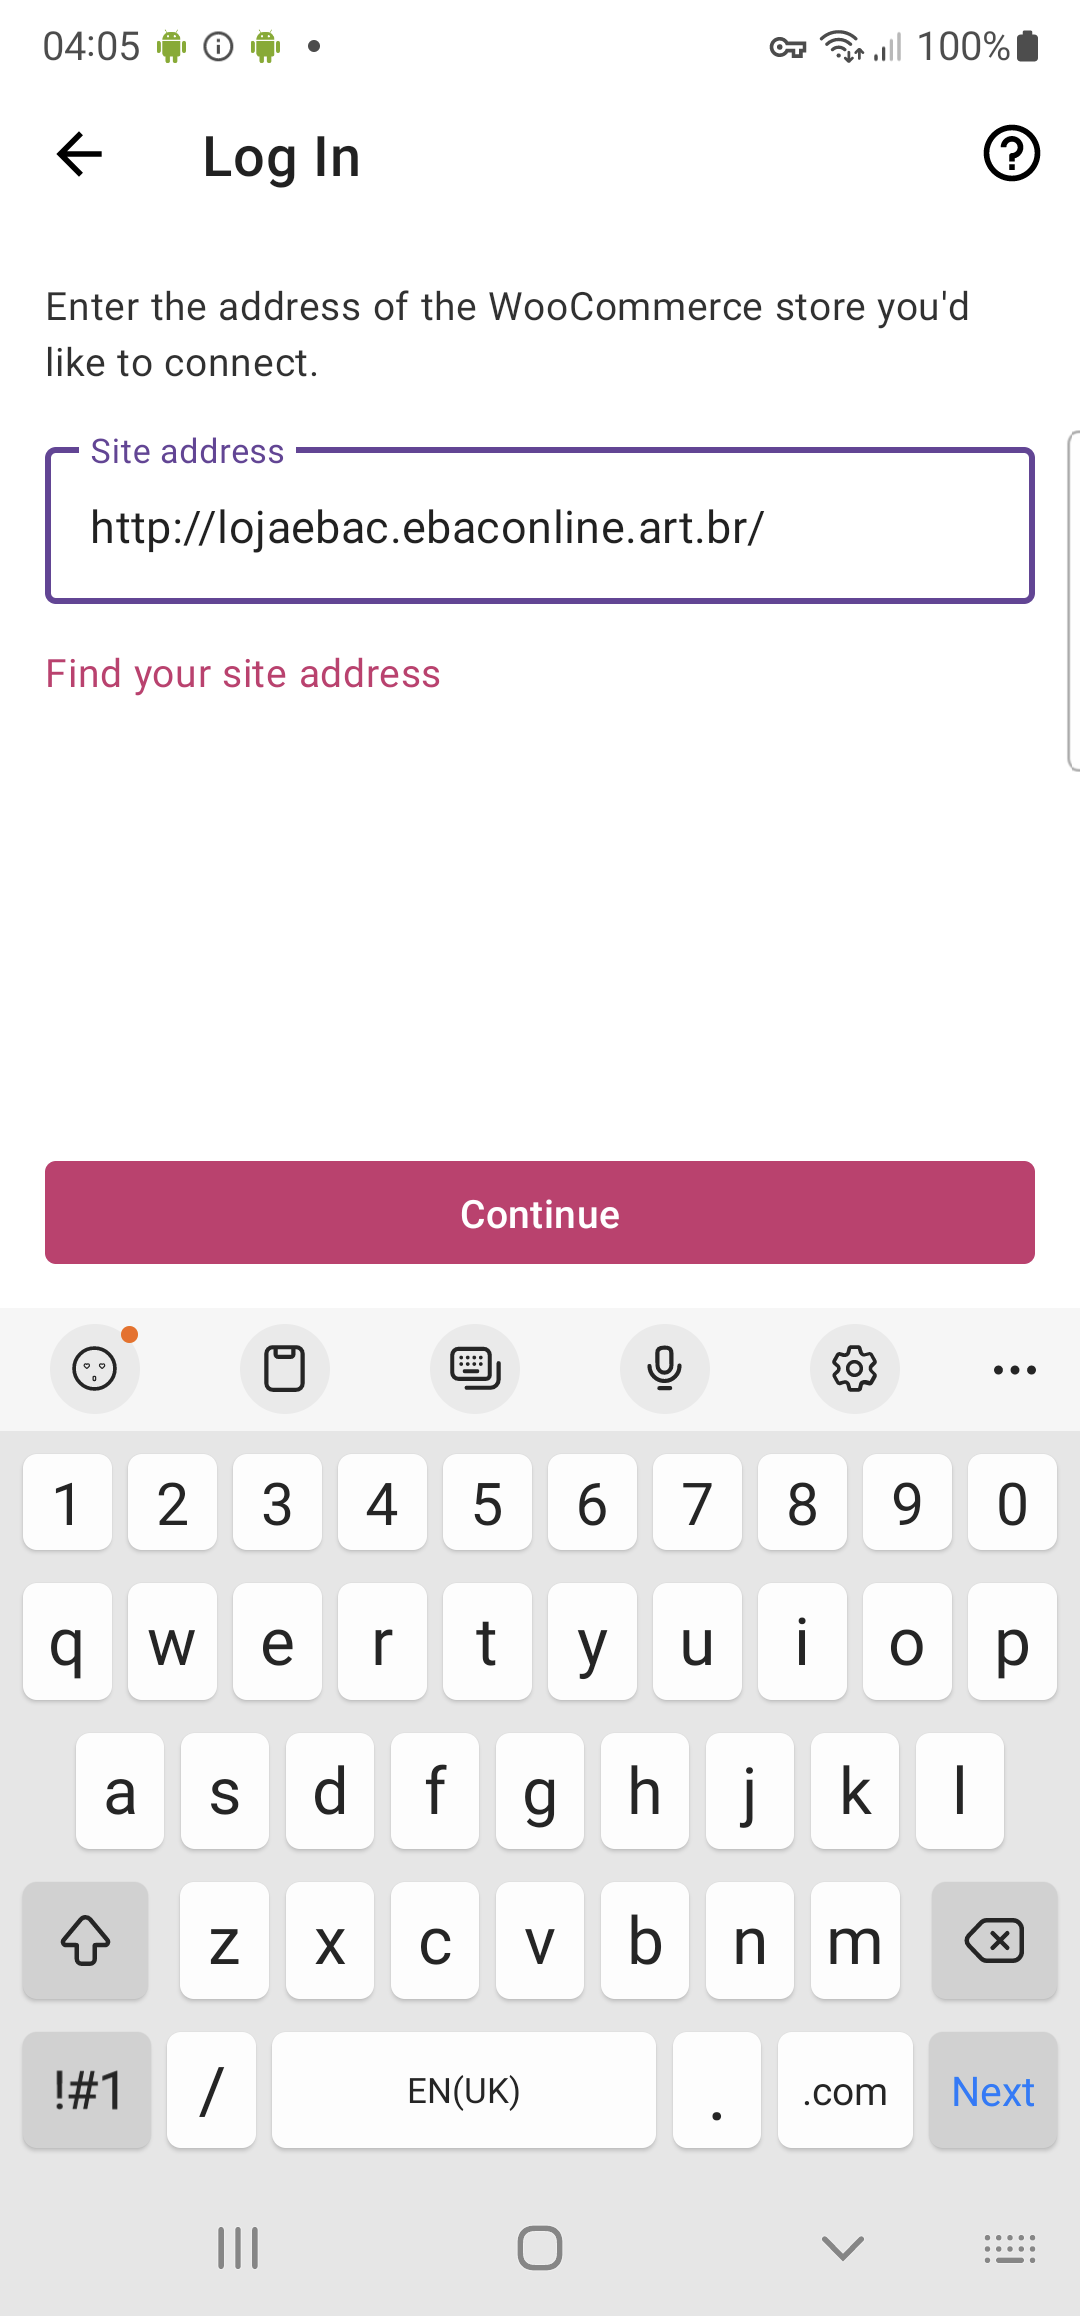 04:05
100%
Log In
Enter the address of the WooCommerce store you'd
like to connect.
Site address
http://lojaebac.ebaconline.art.br/
Find your site address
Continue
1 2 3 4 5 6 7 8 9 0
q w e r t y u i o p
a s d f g h j k l
z x c v b n m
!#1 / EN(UK) . .com Next